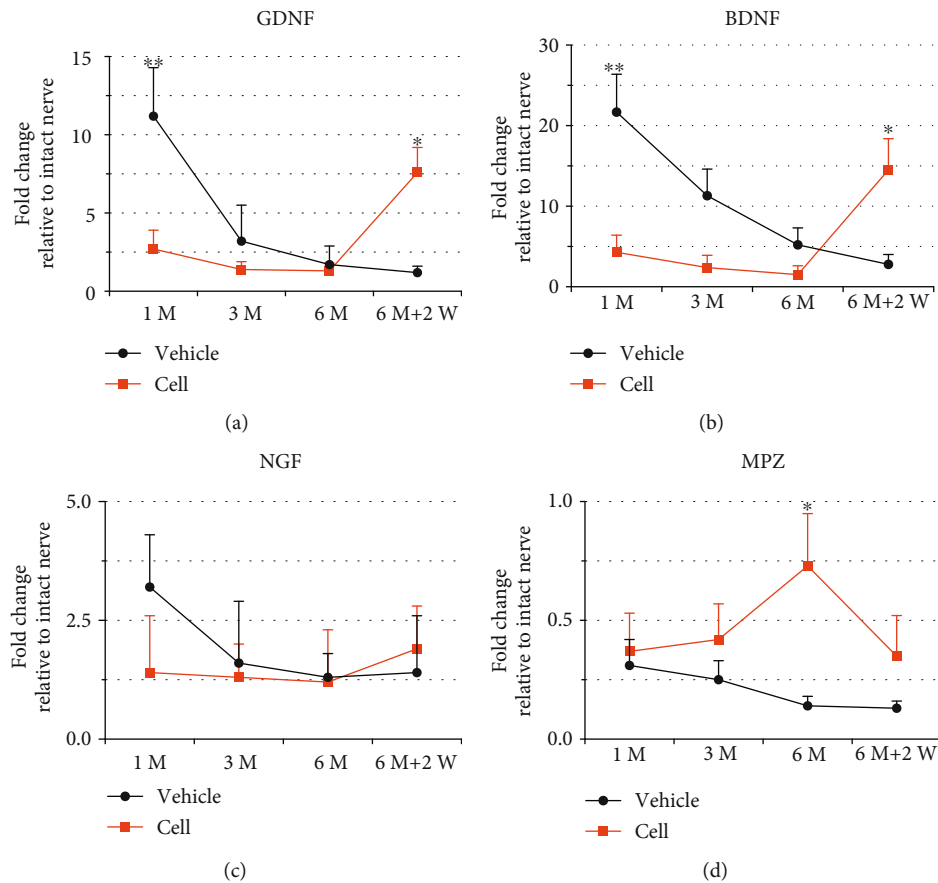 GDNF
Fold change
relative to intact nerve
15
10
5
0
**
*
1 M 3 M 6 M 6 M+2 W
Vehicle
Cell
(a)
BDNF
Fold change
relative to intact nerve
30
20
10
0
**
*
1 M 3 M 6 M 6 M+2 W
Vehicle
Cell
(b)
NGF
Fold change
relative to intact nerve
5.0
2.5
0.0
1 M 3 M 6 M 6 M+2 W
Vehicle
Cell
(c)
MPZ
Fold change
relative to intact nerve
1.0
0.5
0.0
*
1 M 3 M 6 M 6 M+2 W
Vehicle
Cell
(d)